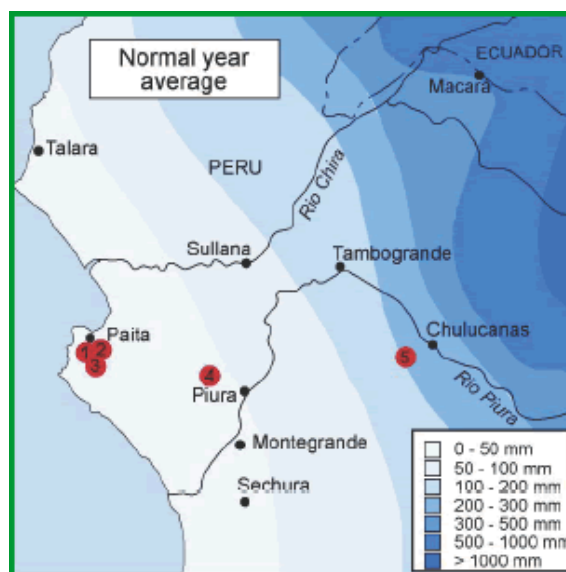 Normal year
average
ECUADOR
Macará
Talara
PERU
Rio Chira
Sullana
Tambogrande
Paita
1 2
3
4
5
Chulucanas
Piura
Rio Piura
Montegrande
Sechura
0 - 50 mm
50 - 100 mm
100 - 200 mm
200 - 300 mm
300 - 500 mm
500 - 1000 mm
> 1000 mm